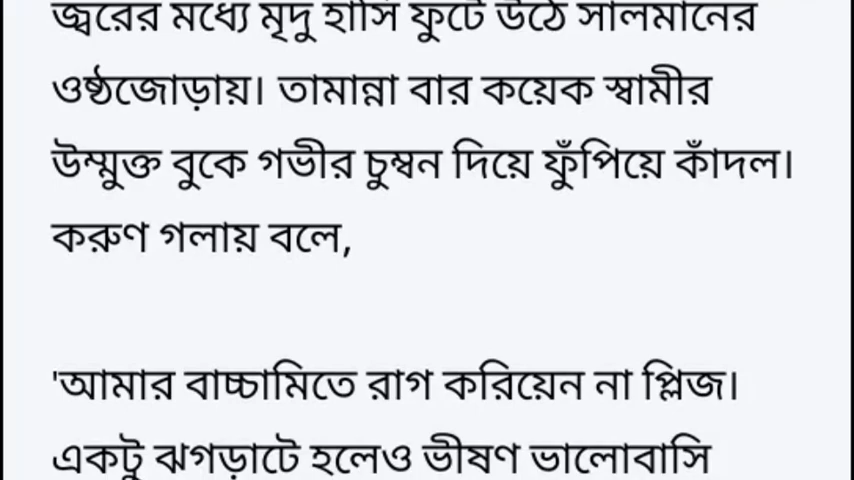 জ্বরের মধ্যে মৃদু হাসি ফুটে উঠে সালমানের
ওষ্ঠজোড়ায়। তামান্না বার কয়েক স্বামীর
উম্মুক্ত বুকে গভীর চুম্বন দিয়ে ফুঁপিয়ে কাঁদল।
করুণ গলায় বলে,
'আমার বাচ্চামিতে রাগ করিয়েন না প্লিজ।
একটু ঝগড়াটে হলেও ভীষণ ভালোবাসি